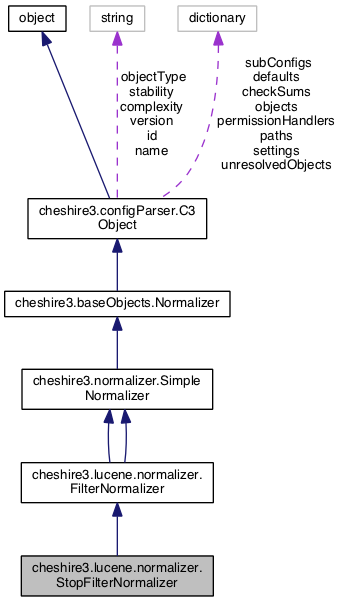 object
string
dictionary
objectType
stability
complexity
version
id
name
subConfigs
defaults
checkSums
objects
permissionHandlers
paths
settings
unresolvedObjects
cheshire3.configParser.C3
Object
cheshire3.baseObjects.Normalizer
cheshire3.normalizer.Simple
Normalizer
cheshire3.lucene.normalizer.
FilterNormalizer
cheshire3.lucene.normalizer.
StopFilterNormalizer